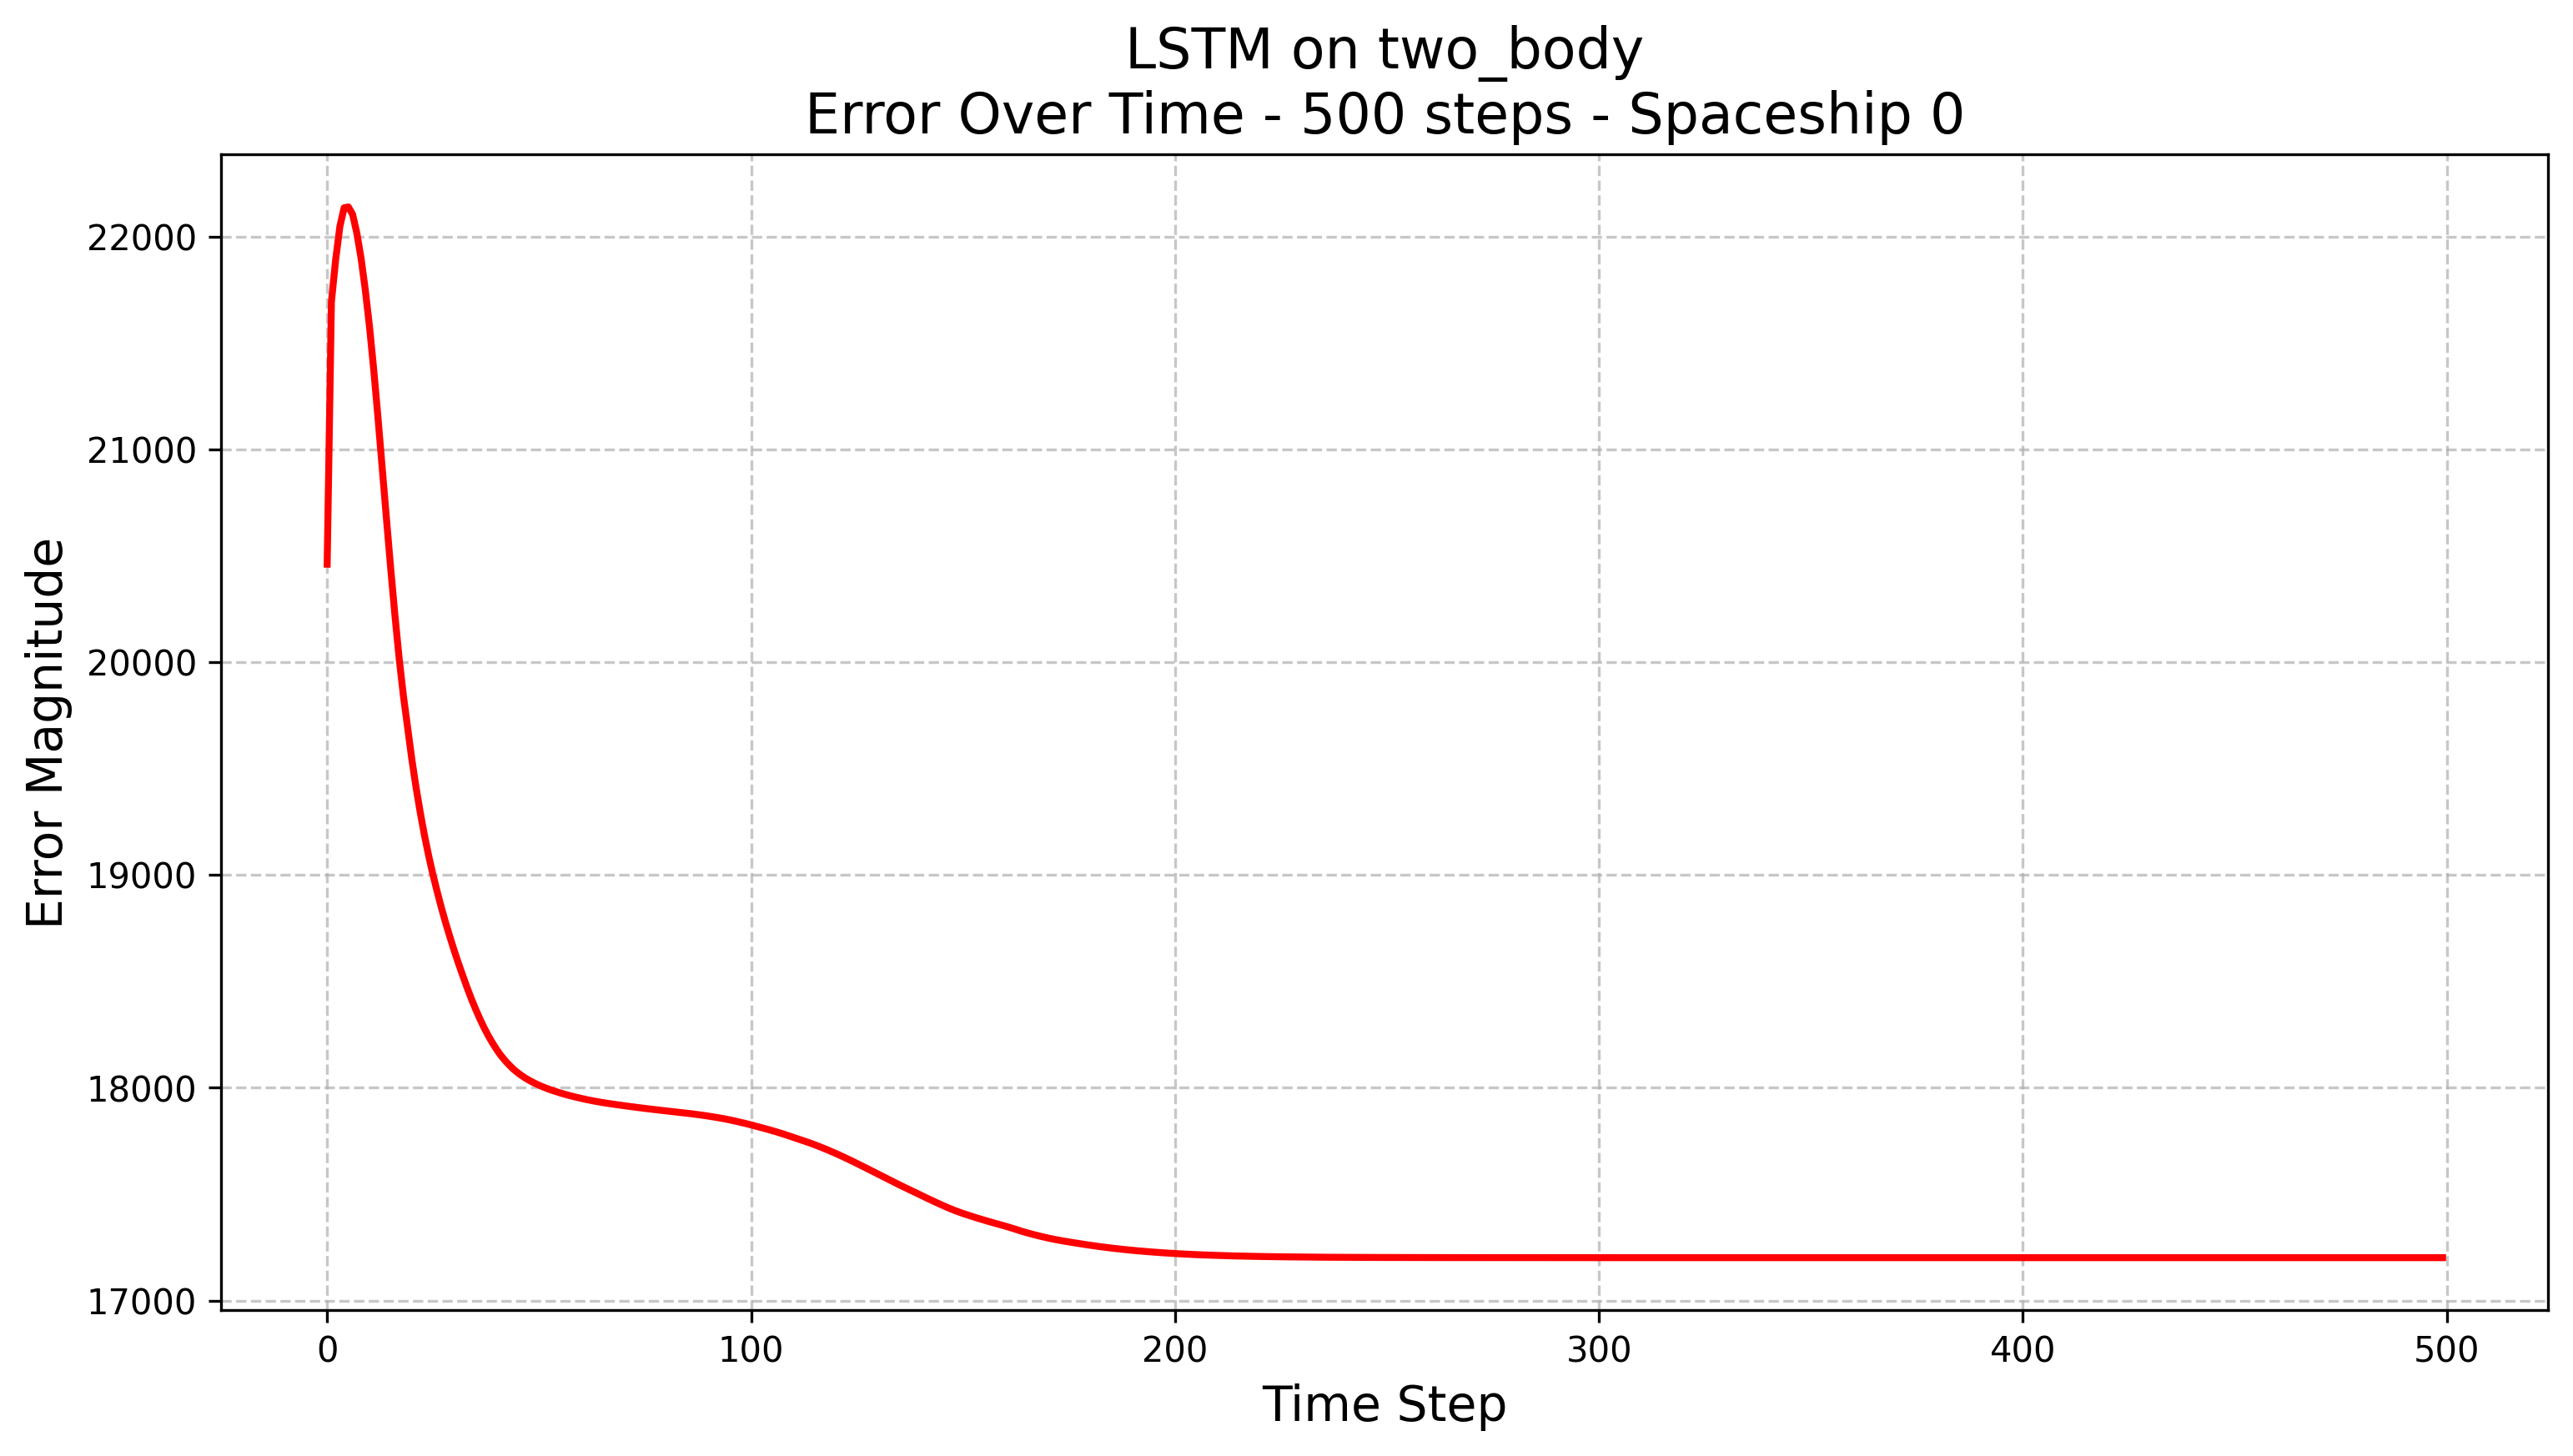 LSTM on two_body
Error Over Time - 500 steps - Spaceship 0
Error Magnitude
22000
21000
20000
19000
18000
17000
0 100 200 300 400 500
Time Step